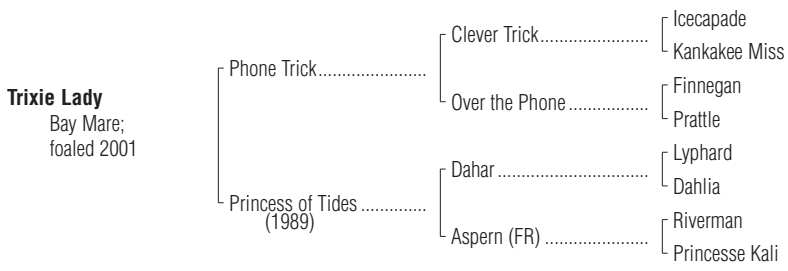 Trixie Lady
Bay Mare;
foaled 2001
Phone Trick.......................
Princess of Tides ..............
(1989)
Clever Trick.......................
Over the Phone.................
Dahar ................................
Aspern (FR) ......................
Icecapade
Kankakee Miss
Finnegan
Prattle
Lyphard
Dahlia
Riverman
Princesse Kali